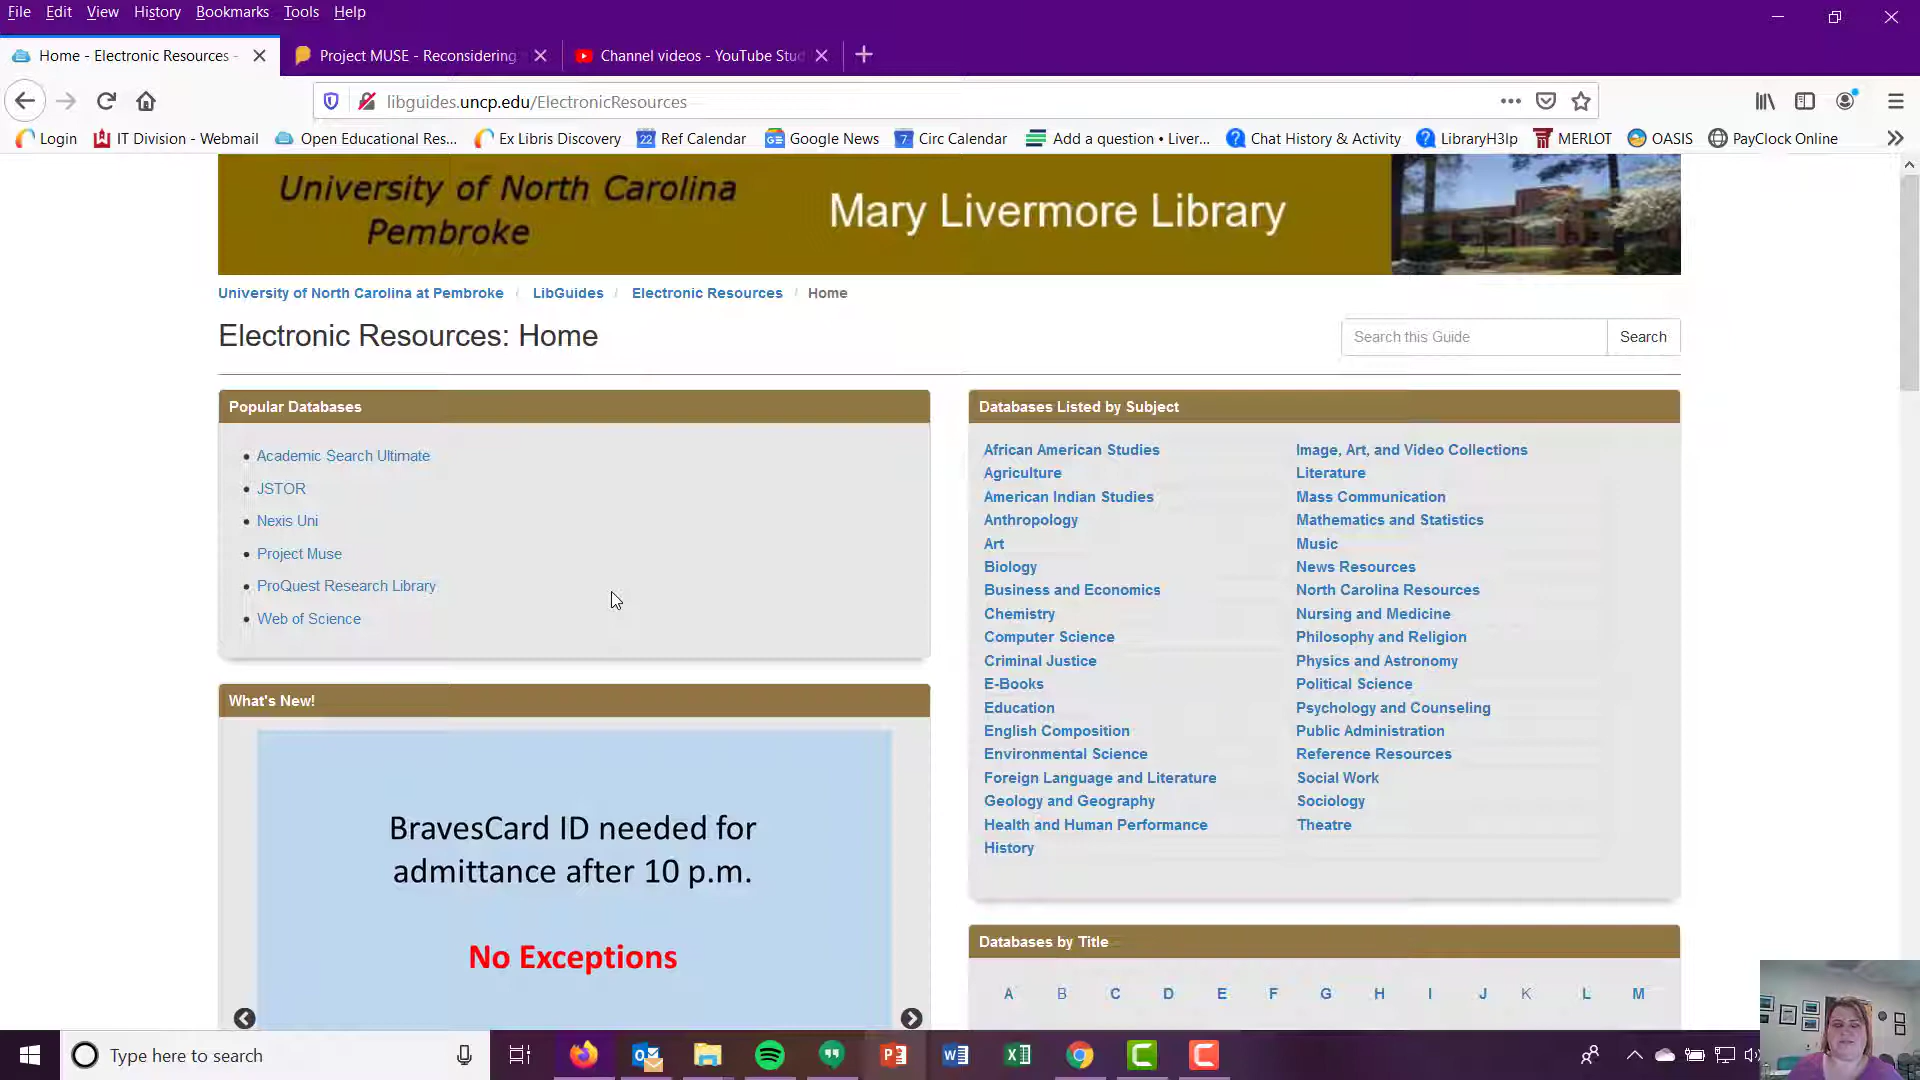 File Edit View History Bookmarks Tools Help
Home - Electronic Resources -
Project MUSE - Reconsidering
Channel videos - YouTube Stud
libguides.uncp.edu/ElectronicResources
Login IT Division - Webmail Open Educational Res... Ex Libris Discovery 22 Ref Calendar Google News 7 Circ Calendar Add a question • Liver... Chat History & Activity LibraryH3lp MERLOT OASIS PayClock Online
University of North Carolina
Pembroke
Mary Livermore Library
University of North Carolina at Pembroke / LibGuides / Electronic Resources / Home
Electronic Resources: Home
Search this Guide Search
Popular Databases
• Academic Search Ultimate
• JSTOR
• Nexis Uni
• Project Muse
• ProQuest Research Library
• Web of Science
What's New!
BravesCard ID needed for
admittance after 10 p.m.
No Exceptions
Databases Listed by Subject
African American Studies
Agriculture
American Indian Studies
Anthropology
Art
Biology
Business and Economics
Chemistry
Computer Science
Criminal Justice
E-Books
Education
English Composition
Environmental Science
Foreign Language and Literature
Geology and Geography
Health and Human Performance
History
Image, Art, and Video Collections
Literature
Mass Communication
Mathematics and Statistics
Music
News Resources
North Carolina Resources
Nursing and Medicine
Philosophy and Religion
Physics and Astronomy
Political Science
Psychology and Counseling
Public Administration
Reference Resources
Social Work
Sociology
Theatre
Databases by Title
A B C D E F G H I J K L M
Type here to search